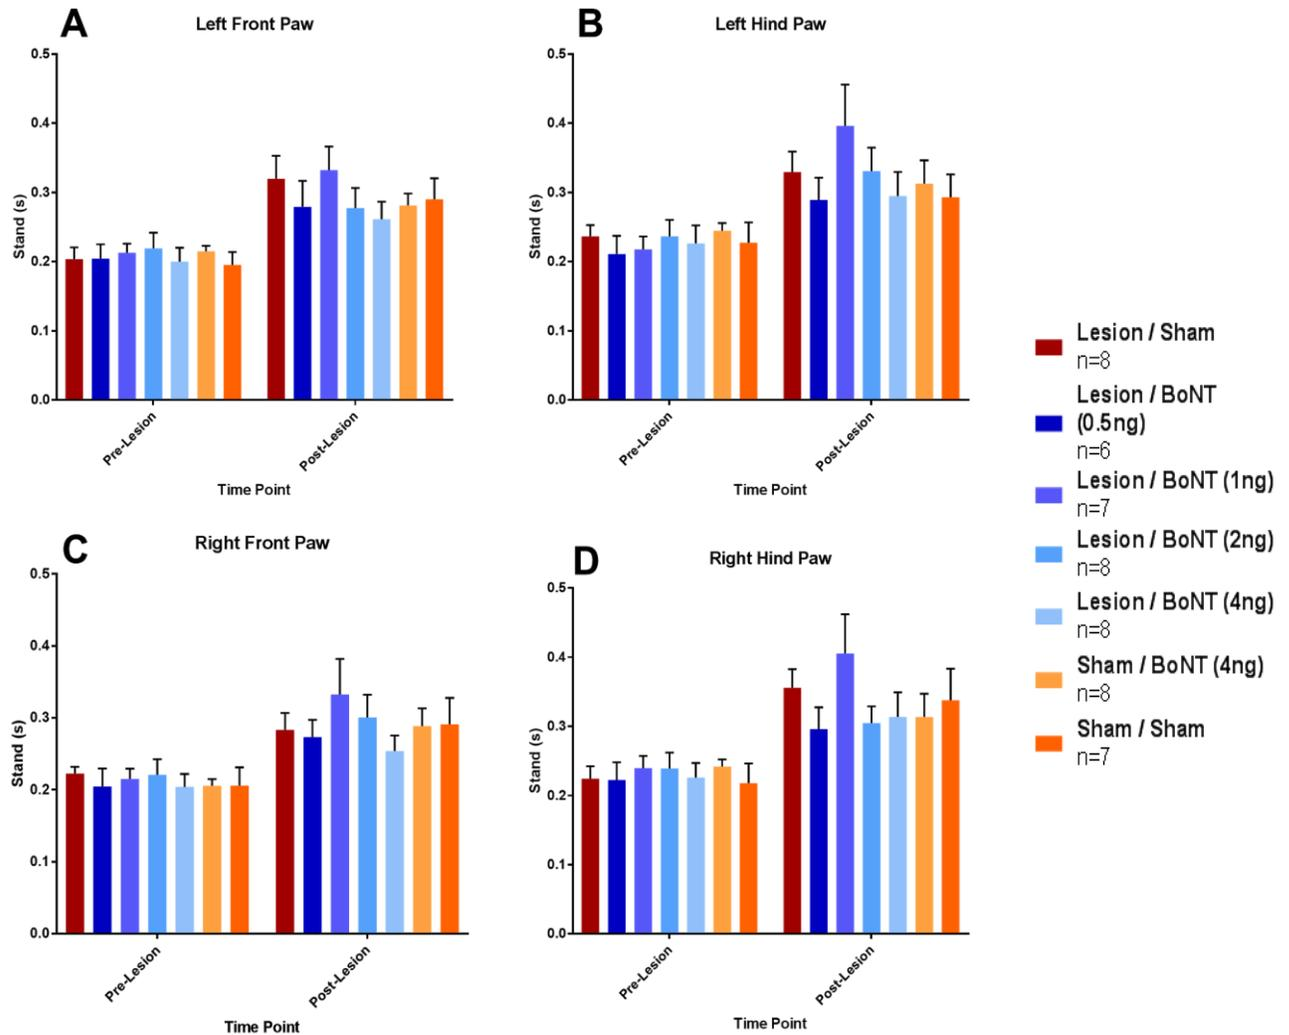 A
Left Front Paw
0.5
0.4
0.3
0.2
0.1
0.0
Stand (s)
Pre-Lesion
Post-Lesion
Time Point
B
Left Hind Paw
0.5
0.4
0.3
0.2
0.1
0.0
Stand (s)
Pre-Lesion
Post-Lesion
Time Point
C
Right Front Paw
0.5
0.4
0.3
0.2
0.1
0.0
Stand (s)
Pre-Lesion
Post-Lesion
Time Point
D
Right Hind Paw
0.5
0.4
0.3
0.2
0.1
0.0
Stand (s)
Pre-Lesion
Post-Lesion
Time Point
Lesion / Sham
n=8
Lesion / BoNT
(0.5ng)
n=6
Lesion / BoNT (1ng)
n=7
Lesion / BoNT (2ng)
n=8
Lesion / BoNT (4ng)
n=8
Sham / BoNT (4ng)
n=8
Sham / Sham
n=7